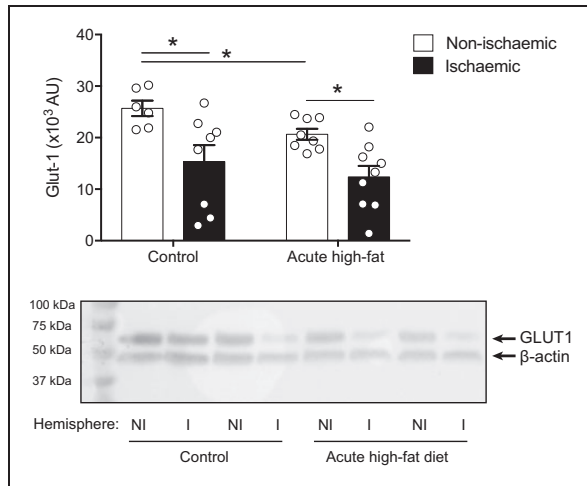 * * *
Non-ischaemic
Ischaemic
Glut-1 (x10³ AU)
40
30
20
10
0
Control Acute high-fat
100 kDa
75 kDa
50 kDa
37 kDa
GLUT1
β-actin
Hemisphere: NI I NI I NI I NI I
Control Acute high-fat diet